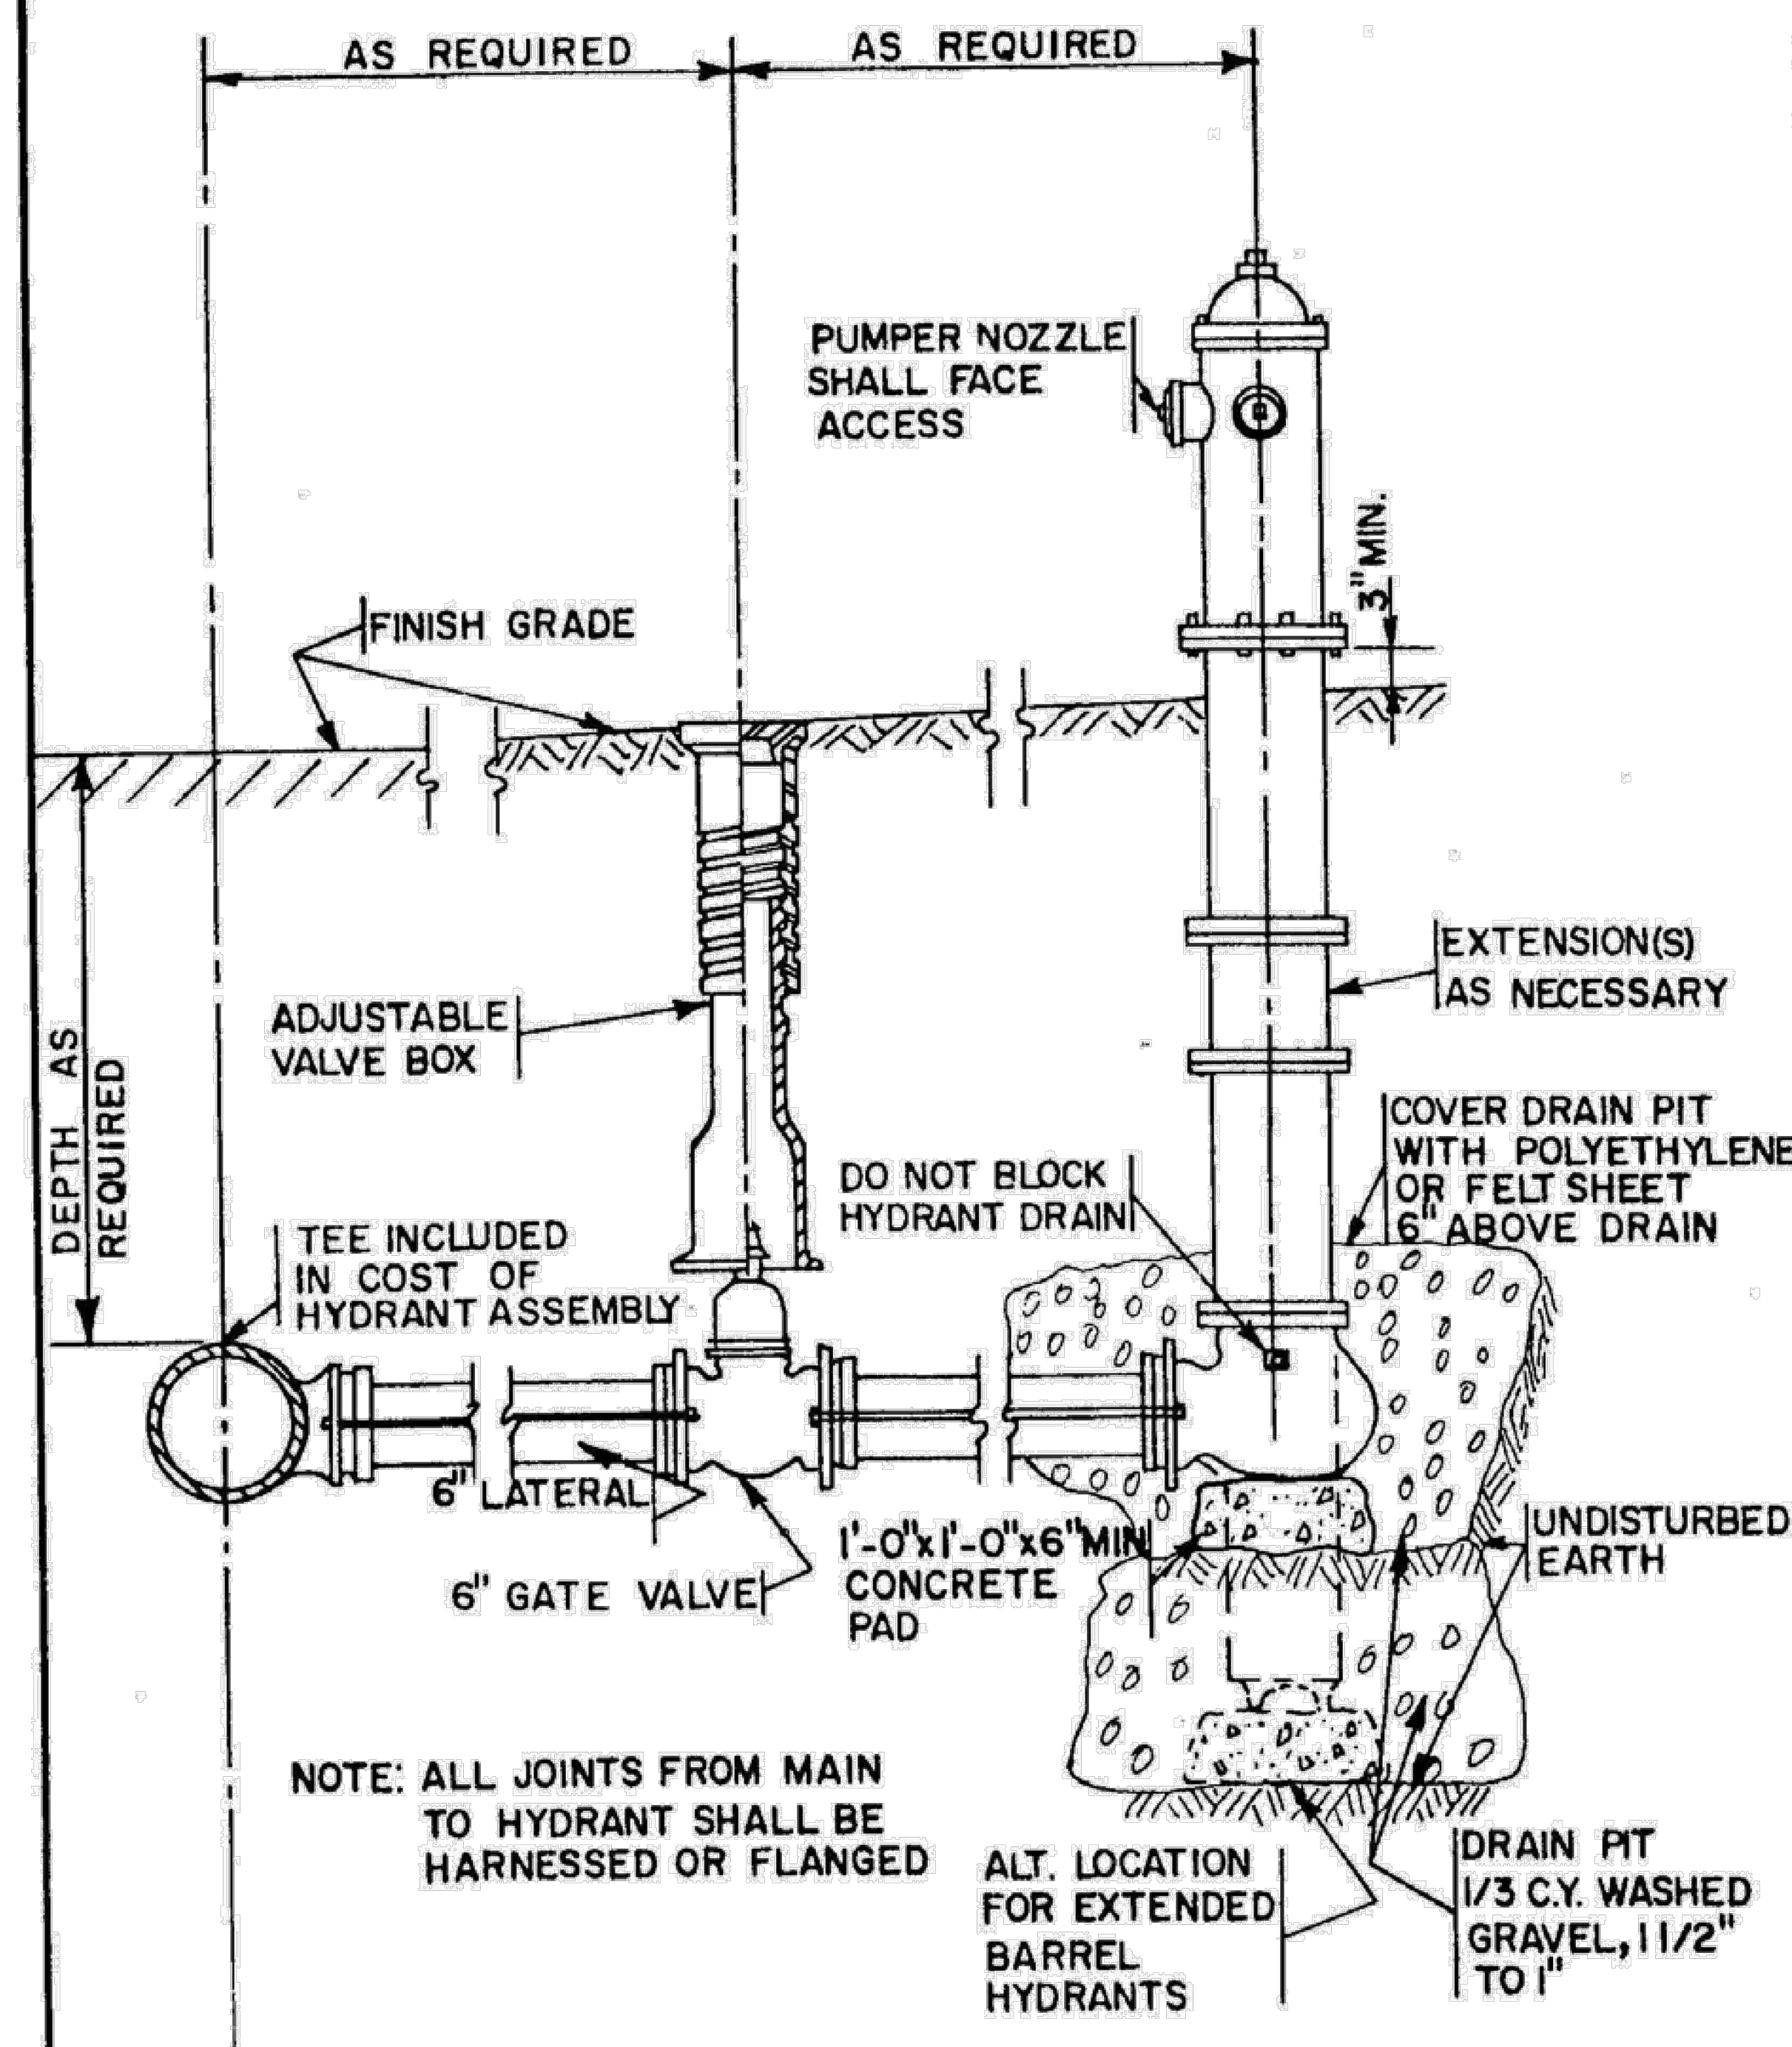 AS REQUIRED
AS REQUIRED
PUMPER NOZZLE
SHALL FACE
ACCESS
3" MIN.
FINISH GRADE
EXTENSION(S)
AS NECESSARY
ADJUSTABLE
VALVE BOX
DEPTH AS
REQUIRED
COVER DRAIN PIT
WITH POLYETHYLENE
OR FELT SHEET
6" ABOVE DRAIN
DO NOT BLOCK
HYDRANT DRAIN
TEE INCLUDED
IN COST OF
HYDRANT ASSEMBLY
6" LATERAL
6" GATE VALVE
1'-0"x1'-0"x6" MIN
CONCRETE
PAD
UNDISTURBED
EARTH
NOTE: ALL JOINTS FROM MAIN
TO HYDRANT SHALL BE
HARNESSED OR FLANGED
ALT. LOCATION
FOR EXTENDED
BARREL
HYDRANTS
DRAIN PIT
1/3 C.Y. WASHED
GRAVEL, 1 1/2"
TO 1"